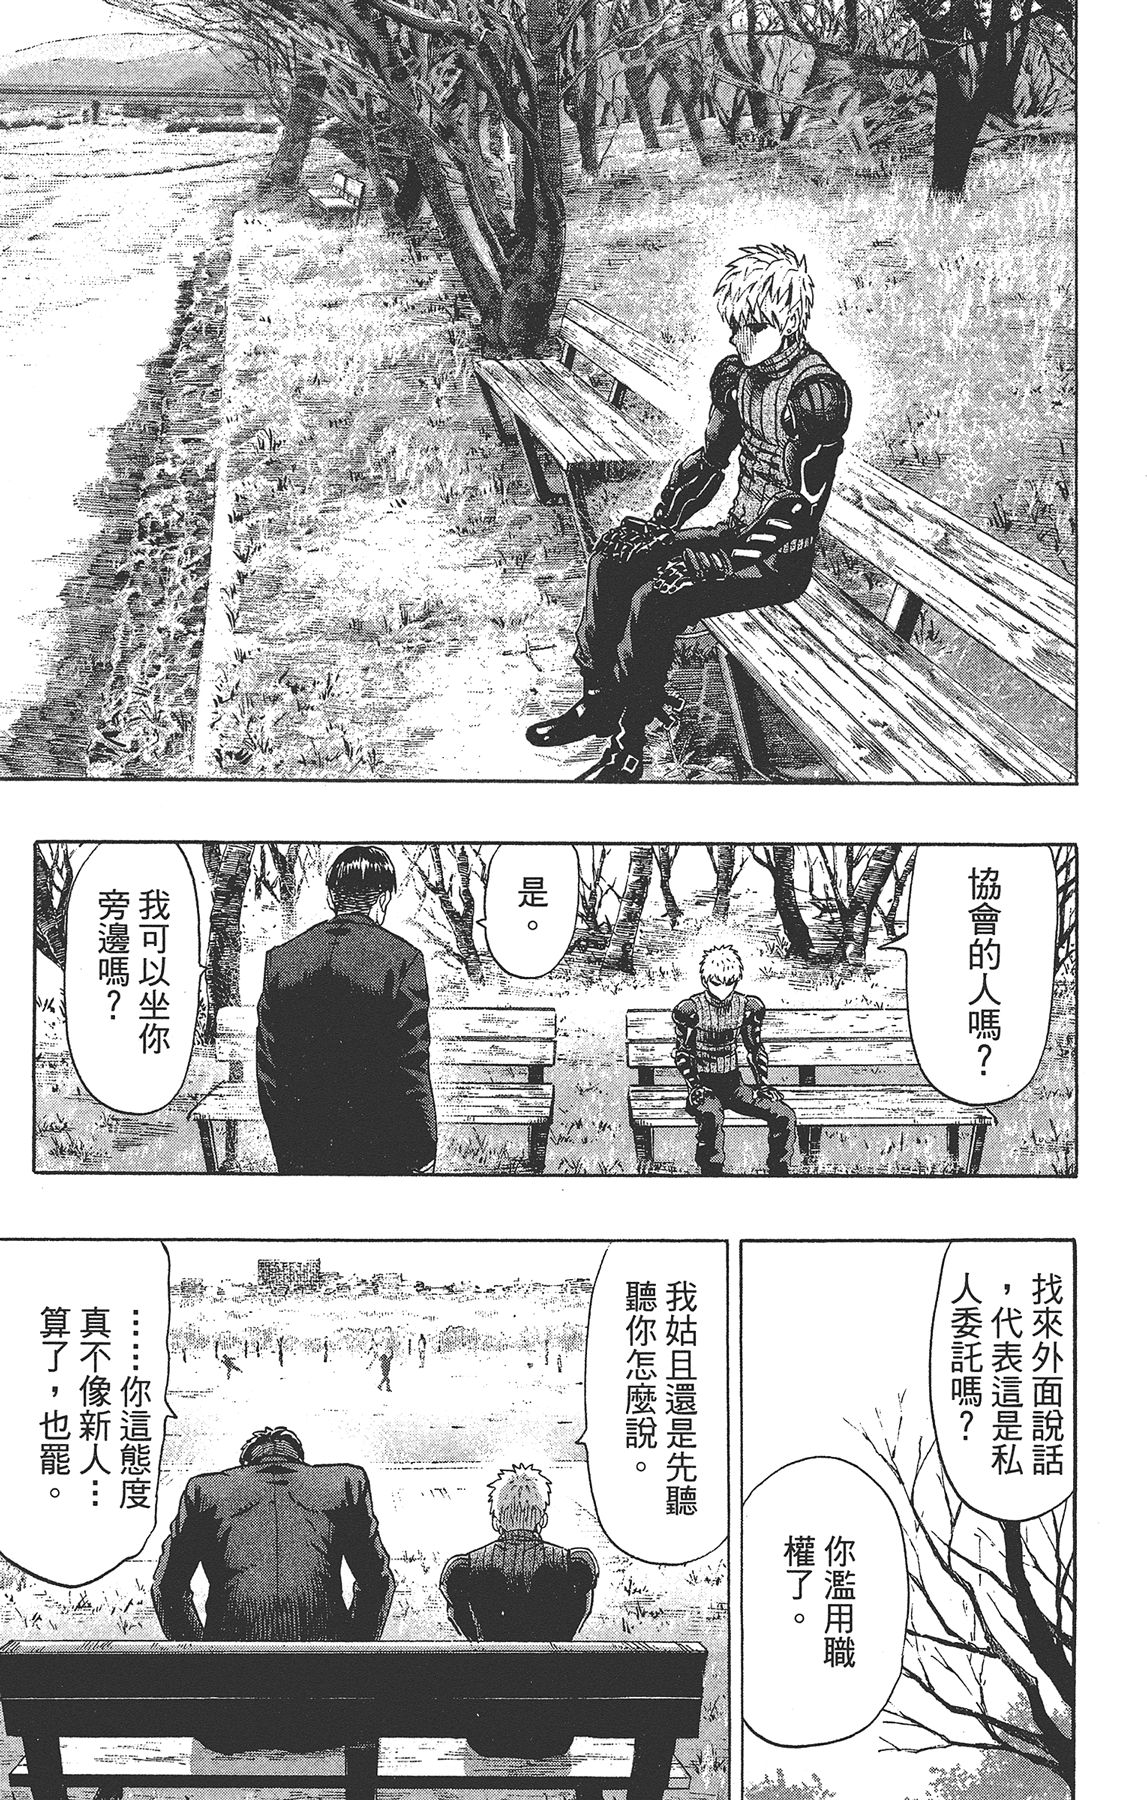 協會的人嗎？
是。
我可以坐你
旁邊嗎？
找來外面說話
，代表這是私
人委託嗎？
你濫用職
權了。
我姑且還是先聽
聽你怎麼說。
……你這態度
真不像新人…
算了，也罷。